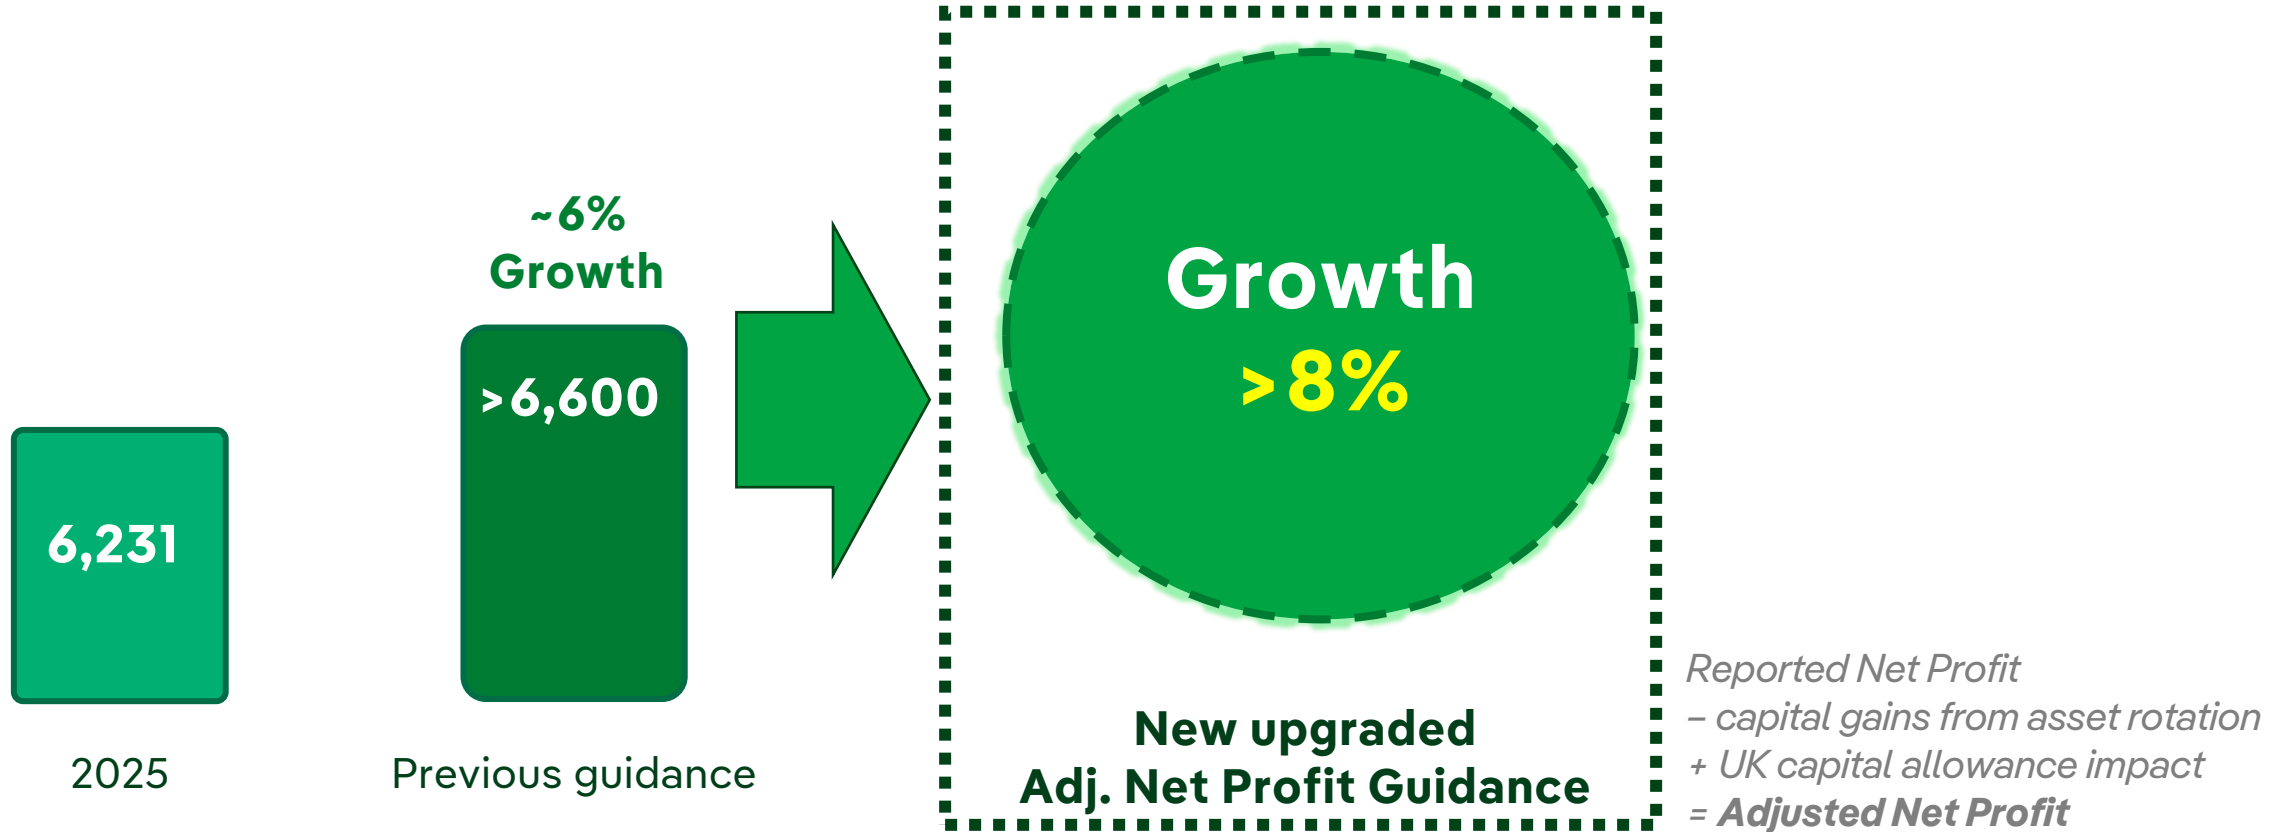 6,231
2025
~6%
Growth
>6,600
Previous guidance
Growth
>8%
New upgraded
Adj. Net Profit Guidance
Reported Net Profit
– capital gains from asset rotation
+ UK capital allowance impact
= Adjusted Net Profit